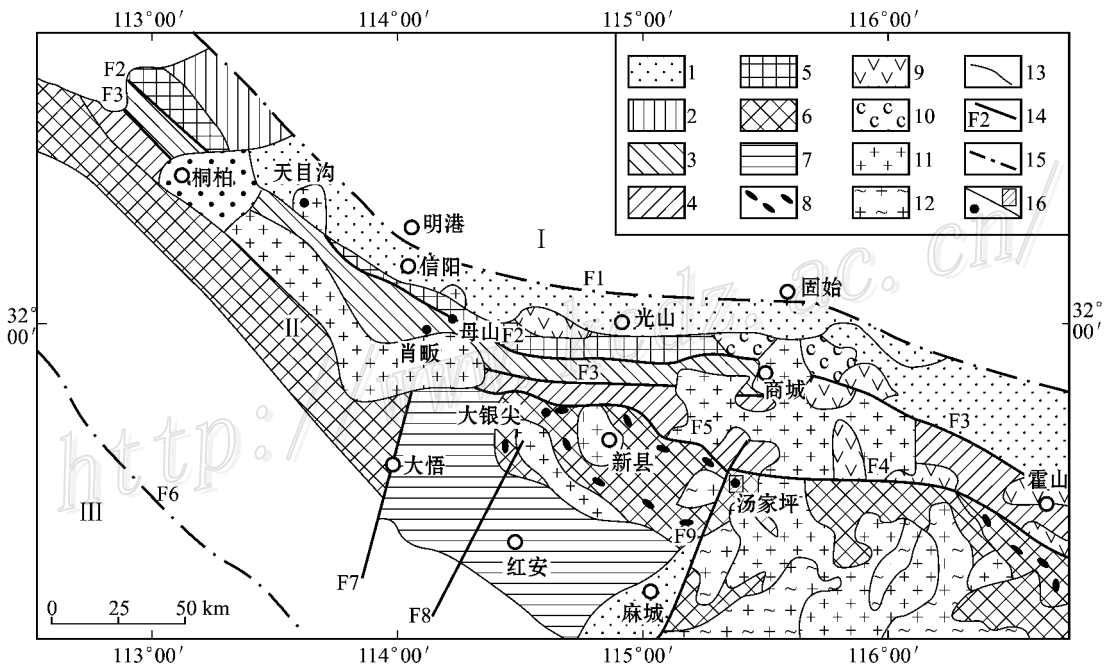 113°00′ 114°00′ 115°00′ 116°00′
1 5 9 13
2 6 10 F2 14
3 7 11 15
4 8 12 16
F2
F3
桐柏
天目沟
明港
I
信阳
F1
固始
32°
00′
32°
00′
II
母山
F2
光山
肖畈
F3
商城
大银尖
F5
F3
大悟
新县
F4
霍山
III
F6
汤家坪
F9
红安
F7
F8
麻城
0 25 50 km
113°00′ 114°00′ 115°00′ 116°00′